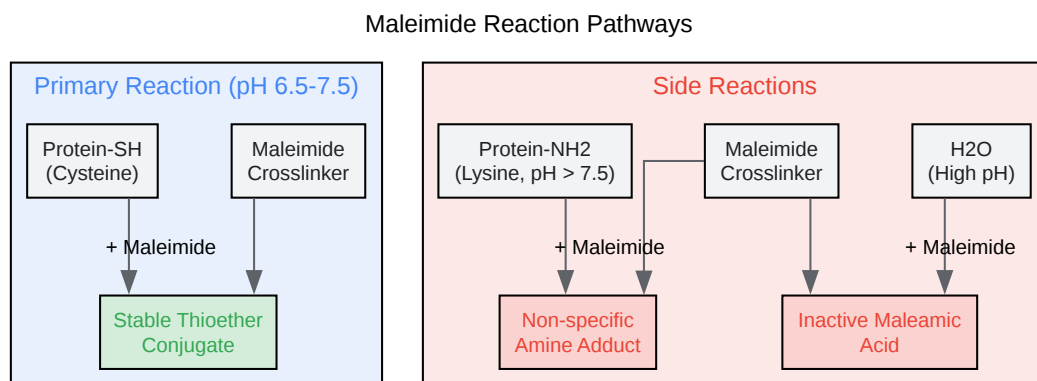 Maleimide Reaction Pathways
Primary Reaction (pH 6.5-7.5)
Protein-SH
(Cysteine)
Maleimide
Crosslinker
+ Maleimide
Stable Thioether
Conjugate
Side Reactions
Protein-NH2
(Lysine, pH > 7.5)
Maleimide
Crosslinker
H2O
(High pH)
+ Maleimide
+ Maleimide
Non-specific
Amine Adduct
Inactive Maleamic
Acid